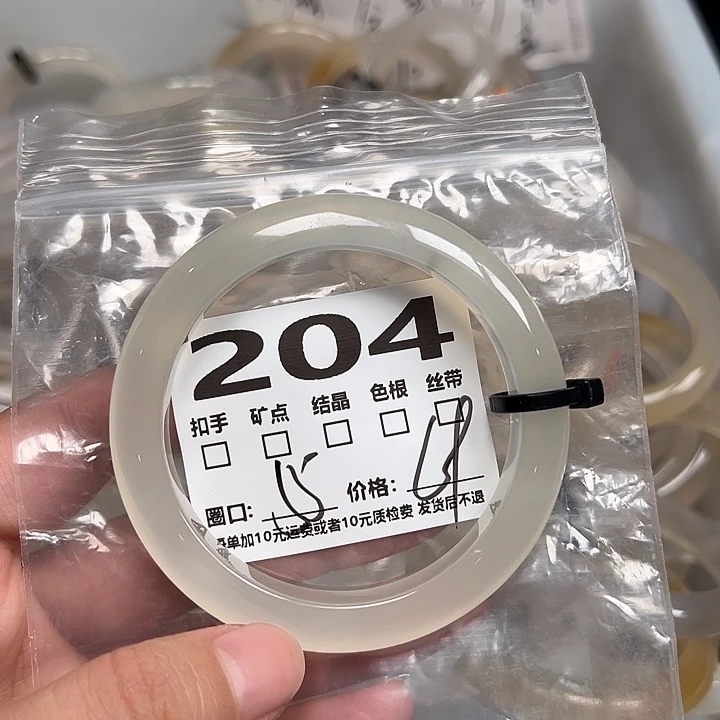 204
扣手 矿点 结晶 色根 丝带
圈口: 价格:
单加10元运费或者10元质检费 发货后不退